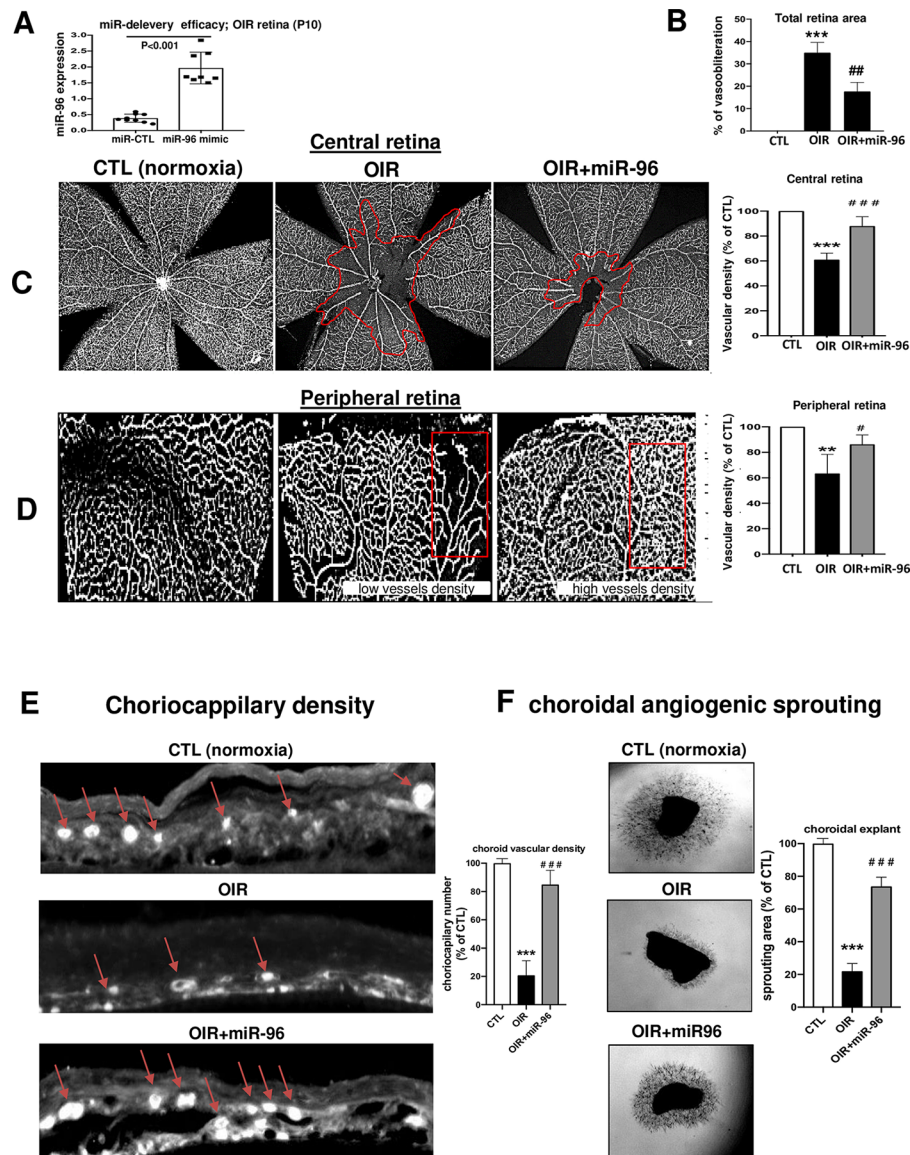 A
miR-delevery efficacy; OIR retina (P10)
P<0.001
miR-96 expression
3.0
2.5
2.0
1.5
1.0
0.5
0.0
miR-CTL miR-96 mimic
B
Total retina area
% of vasoobliteration
50
40
30
20
10
0
***
##
CTL OIR OIR+miR-96
Central retina
CTL (normoxia) OIR OIR+miR-96
C
Central retina
Vascular density (% of CTL)
100
80
60
40
20
0
***
###
CTL OIR OIR+miR-96
Peripheral retina
D
low vessels density
high vessels density
Peripheral retina
Vascular density (% of CTL)
100
80
60
40
20
0
**
#
CTL OIR OIR+miR-96
E Choriocappilary density
CTL (normoxia)
OIR
OIR+miR-96
choroid vascular density
choriocapilary number
(% of CTL)
100
80
60
40
20
0
***
###
CTL
OIR
OIR+miR-96
F choroidal angiogenic sprouting
CTL (normoxia)
OIR
OIR+miR96
choroidal explant
sprouting area (% of CTL)
100
80
60
40
20
0
***
###
CTL
OIR
OIR+miR-96